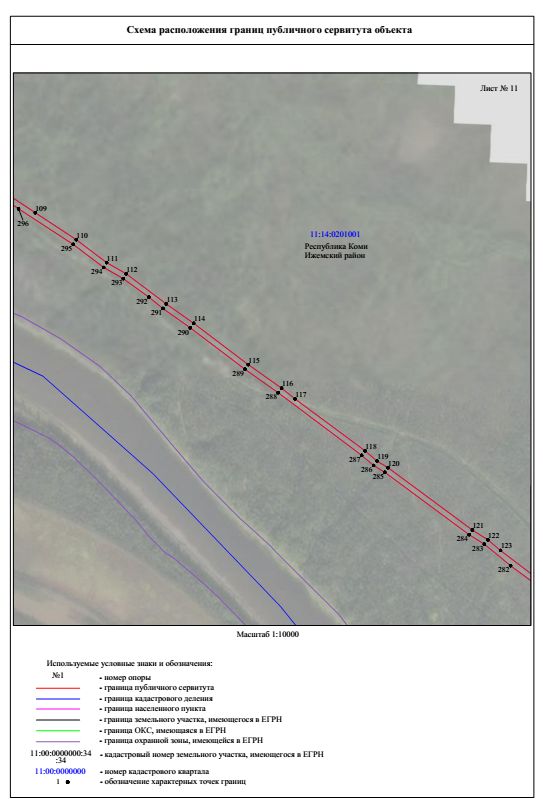 Схема расположения границ публичного сервитута объекта
Лист № 11
109
296
11:14:0201001
Республика Коми
Ижемский район
110
295
111
294
112
293
292
113
291
114
290
115
289
116
288
117
118
287
119
286
120
285
121
284
122
283
123
282
Масштаб 1:10000
Используемые условные знаки и обозначения:
№1 - номер опоры
- граница публичного сервитута
- граница кадастрового деления
- граница населенного пункта
- граница земельного участка, имеющегося в ЕГРН
- граница ОКС, имеющаяся в ЕГРН
- граница охранной зоны, имеющейся в ЕГРН
11:00:0000000:34 - кадастровый номер земельного участка, имеющегося в ЕГРН
:34
11:00:0000000 - номер кадастрового квартала
1 - обозначение характерных точек границ